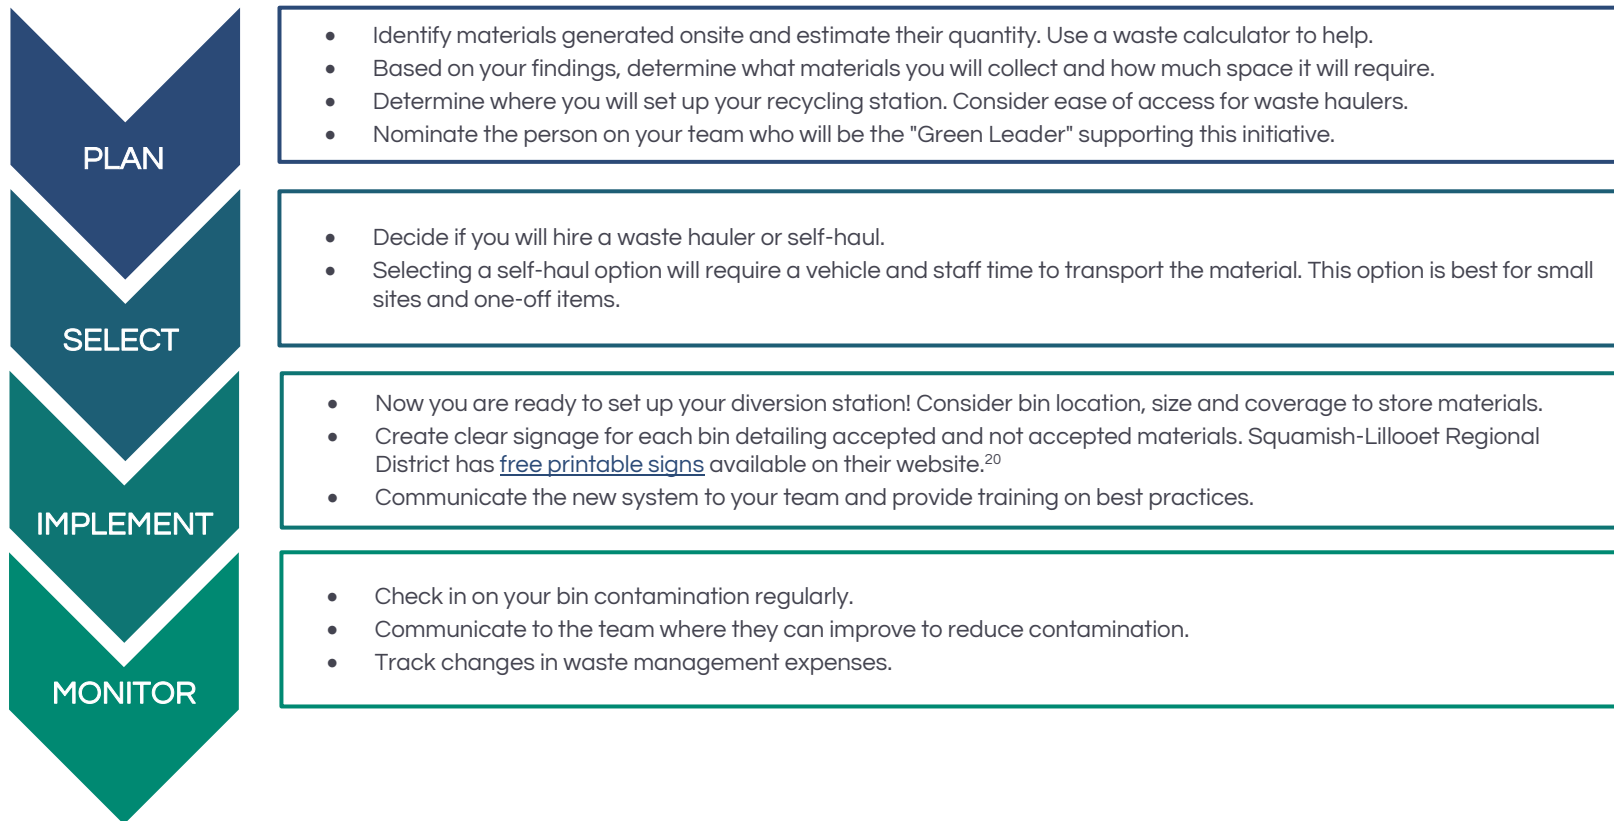 PLAN
• Identify materials generated onsite and estimate their quantity. Use a waste calculator to help.
• Based on your findings, determine what materials you will collect and how much space it will require.
• Determine where you will set up your recycling station. Consider ease of access for waste haulers.
• Nominate the person on your team who will be the "Green Leader" supporting this initiative.
SELECT
• Decide if you will hire a waste hauler or self-haul.
• Selecting a self-haul option will require a vehicle and staff time to transport the material. This option is best for small
sites and one-off items.
IMPLEMENT
• Now you are ready to set up your diversion station! Consider bin location, size and coverage to store materials.
• Create clear signage for each bin detailing accepted and not accepted materials. Squamish-Lillooet Regional
District has free printable signs available on their website.20
• Communicate the new system to your team and provide training on best practices.
MONITOR
• Check in on your bin contamination regularly.
• Communicate to the team where they can improve to reduce contamination.
• Track changes in waste management expenses.